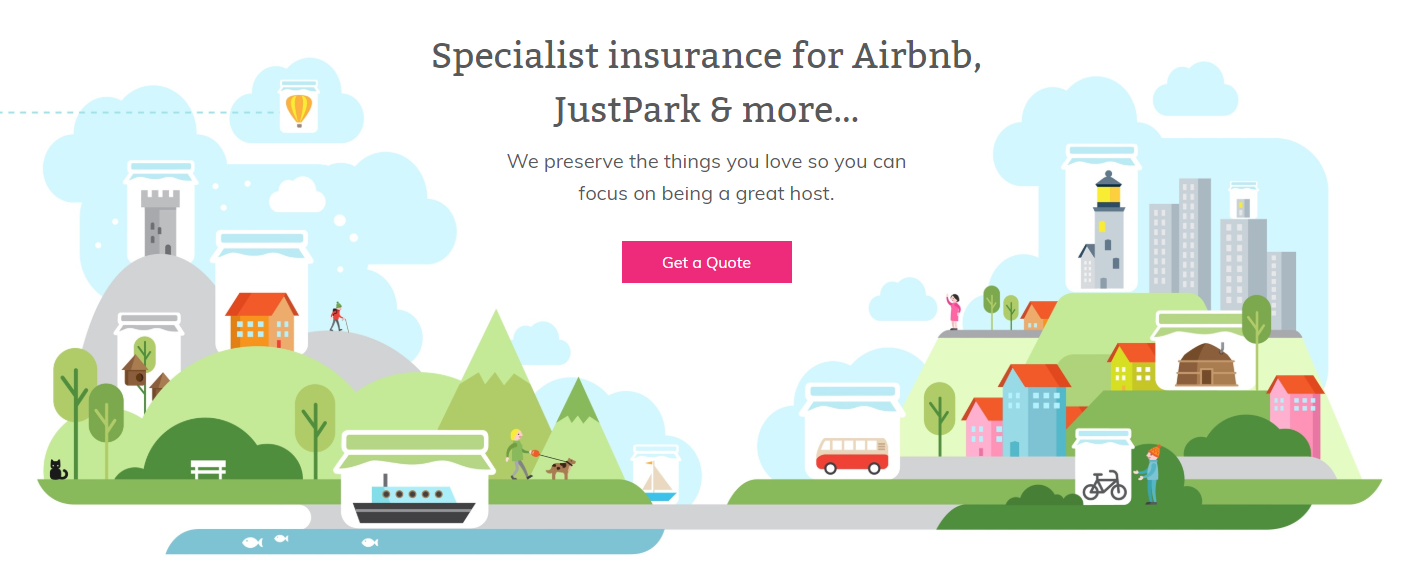 Specialist insurance for Airbnb,
JustPark & more...
We preserve the things you love so you can
focus on being a great host.
Get a Quote